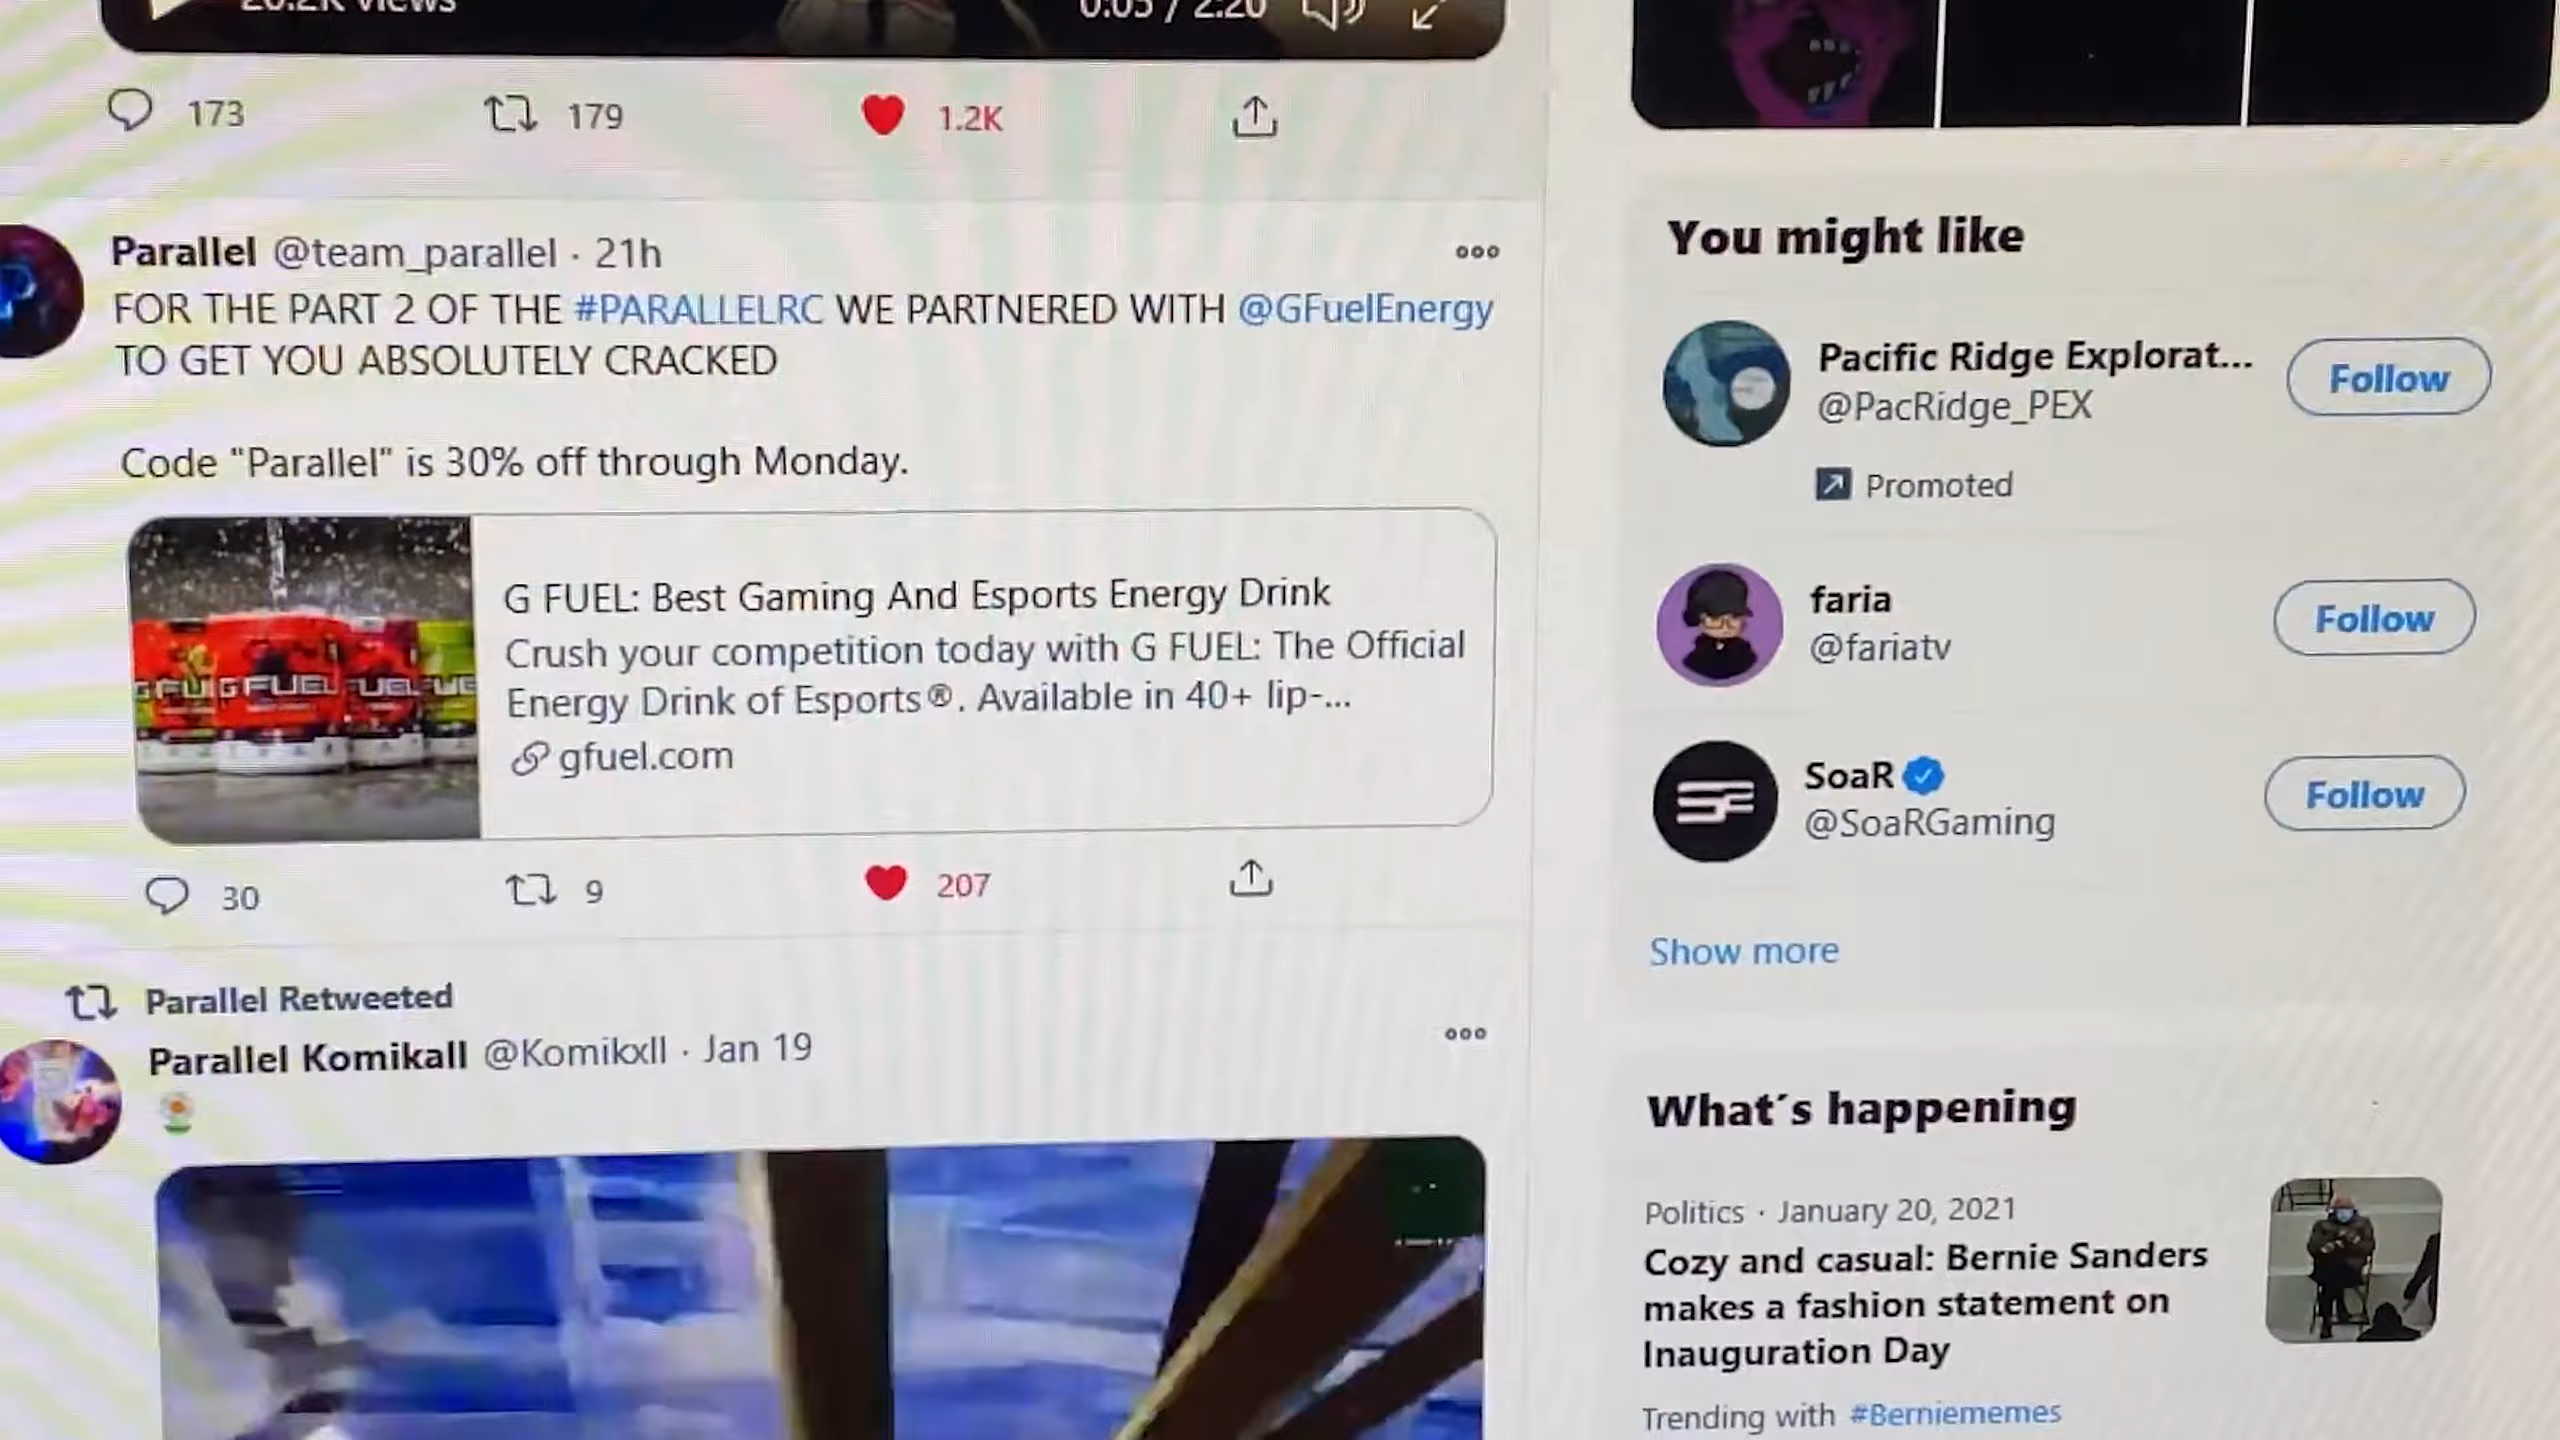 20.2K views
0:05 / 2:20
173
179
1.2K
Parallel @team_parallel · 21h
FOR THE PART 2 OF THE #PARALLELRC WE PARTNERED WITH @GFuelEnergy
TO GET YOU ABSOLUTELY CRACKED
Code "Parallel" is 30% off through Monday.
G FUEL
G FUEL: Best Gaming And Esports Energy Drink
Crush your competition today with G FUEL: The Official
Energy Drink of Esports®. Available in 40+ lip-...
gfuel.com
30
9
207
Parallel Retweeted
Parallel Komikall @Komikxll · Jan 19
You might like
Pacific Ridge Explorat...
@PacRidge_PEX
Follow
Promoted
faria
@fariatv
Follow
SoaR
@SoaRGaming
Follow
Show more
What´s happening
Politics · January 20, 2021
Cozy and casual: Bernie Sanders
makes a fashion statement on
Inauguration Day
Trending with #Berniememes